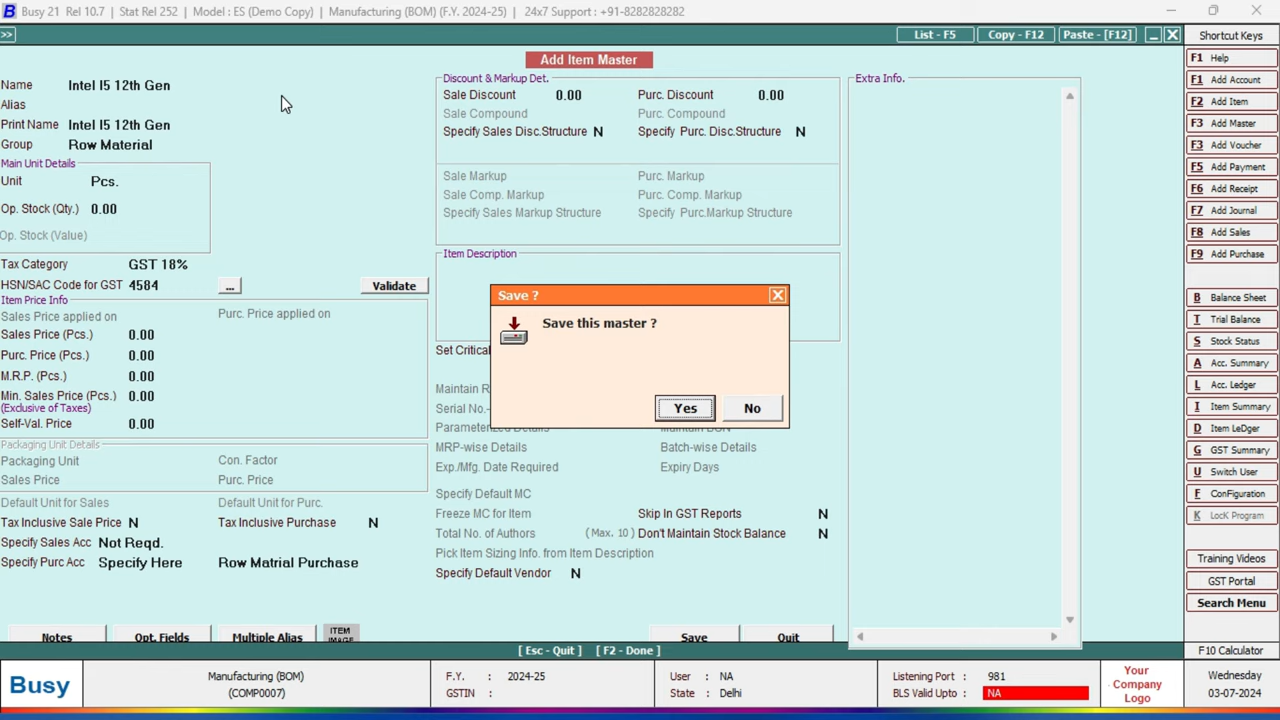 Busy 21 Rel 10.7 | Stat Rel 252 | Model : ES (Demo Copy) | Manufacturing (BOM) (F.Y. 2024-25) | 24x7 Support : +91-8282828282
>> List - F5 Copy - F12 Paste - [F12] Shortcut Keys
Add Item Master
Name Intel I5 12th Gen
Alias
Print Name Intel I5 12th Gen
Group Row Material
Main Unit Details
Unit Pcs.
Op. Stock (Qty.) 0.00
Op. Stock (Value)
Tax Category GST 18%
HSN/SAC Code for GST 4584 ... Validate
Item Price Info
Sales Price applied on Purc. Price applied on
Sales Price (Pcs.) 0.00
Purc. Price (Pcs.) 0.00
M.R.P. (Pcs.) 0.00
Min. Sales Price (Pcs.) 0.00
(Exclusive of Taxes)
Self-Val. Price 0.00
Packaging Unit Details
Packaging Unit Con. Factor
Sales Price Purc. Price
Default Unit for Sales Default Unit for Purc.
Tax Inclusive Sale Price N Tax Inclusive Purchase N
Specify Sales Acc Not Reqd.
Specify Purc Acc Specify Here Row Matrial Purchase
Notes Opt. Fields Multiple Alias ITEM
IMAGE
Discount & Markup Det.
Sale Discount 0.00 Purc. Discount 0.00
Sale Compound Purc. Compound
Specify Sales Disc.Structure N Specify Purc. Disc.Structure N
Sale Markup Purc. Markup
Sale Comp. Markup Purc. Comp. Markup
Specify Sales Markup Structure Specify Purc.Markup Structure
Item Description
Save ?
Save this master ?
Yes No
Set Critical
Maintain R
Serial No.-
Parameterized Details Maintain
MRP-wise Details Batch-wise Details
Exp./Mfg. Date Required Expiry Days
Specify Default MC
Freeze MC for Item Skip In GST Reports N
Total No. of Authors (Max. 10) Don't Maintain Stock Balance N
Pick Item Sizing Info. from Item Description
Specify Default Vendor N
Save Quit
Extra Info.
[ Esc - Quit ] [ F2 - Done ]
F1 Help
F1 Add Account
F2 Add Item
F3 Add Master
F3 Add Voucher
F5 Add Payment
F6 Add Receipt
F7 Add Journal
F8 Add Sales
F9 Add Purchase
B Balance Sheet
T Trial Balance
S Stock Status
A Acc. Summary
L Acc. Ledger
I Item Summary
D Item LeDger
G GST Summary
U Switch User
F ConFiguration
K LocK Program
Training Videos
GST Portal
Search Menu
F10 Calculator
Busy
Manufacturing (BOM)
(COMP0007)
F.Y. : 2024-25
GSTIN :
User : NA
State : Delhi
Listening Port : 981
BLS Valid Upto : NA
Your
Company
Logo
Wednesday
03-07-2024